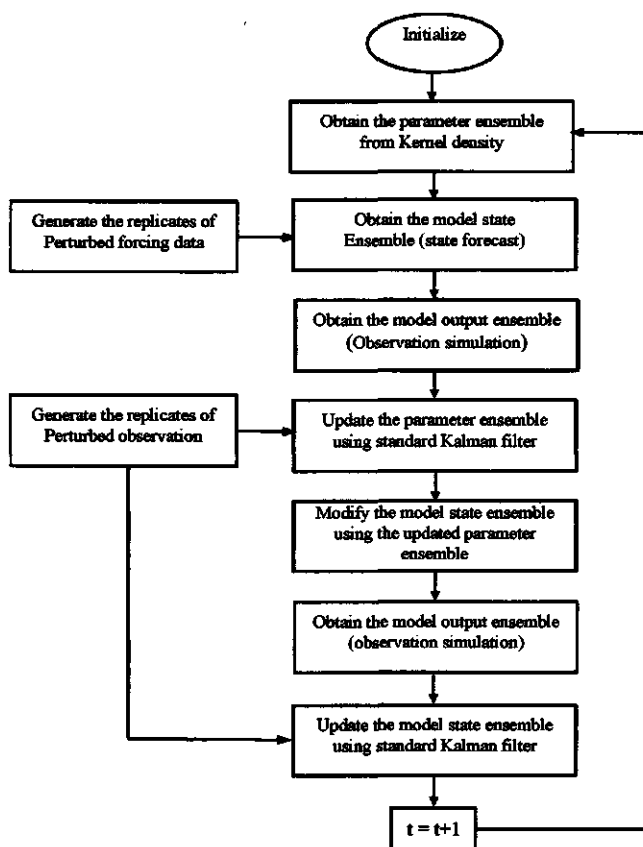 Initialize
Obtain the parameter ensemble
from Kernel density
Generate the replicates of
Perturbed forcing data
Obtain the model state
Ensemble (state forecast)
Obtain the model output ensemble
(Observation simulation)
Generate the replicates of
Perturbed observation
Update the parameter ensemble
using standard Kalman filter
Modify the model state ensemble
using the updated parameter
ensemble
Obtain the model output ensemble
(observation simulation)
Update the model state ensemble
using standard Kalman filter
t = t+1